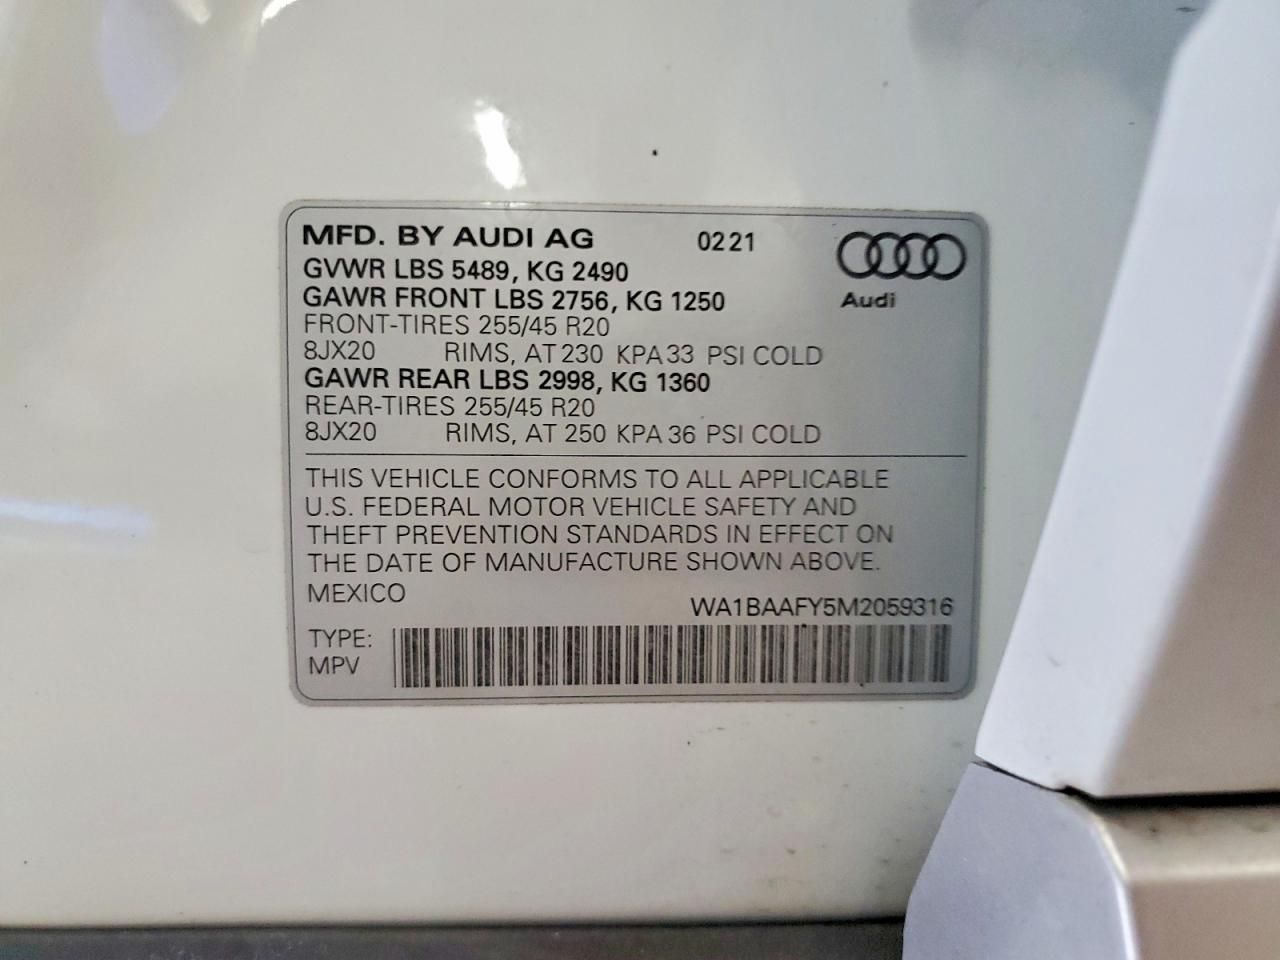 MFD. BY AUDI AG 0221
GVWR LBS 5489, KG 2490
GAWR FRONT LBS 2756, KG 1250
Audi
FRONT-TIRES 255/45 R20
8JX20 RIMS, AT 230 KPA 33 PSI COLD
GAWR REAR LBS 2998, KG 1360
REAR-TIRES 255/45 R20
8JX20 RIMS, AT 250 KPA 36 PSI COLD
THIS VEHICLE CONFORMS TO ALL APPLICABLE
U.S. FEDERAL MOTOR VEHICLE SAFETY AND
THEFT PREVENTION STANDARDS IN EFFECT ON
THE DATE OF MANUFACTURE SHOWN ABOVE.
MEXICO
WA1BAAFY5M2059316
TYPE:
MPV